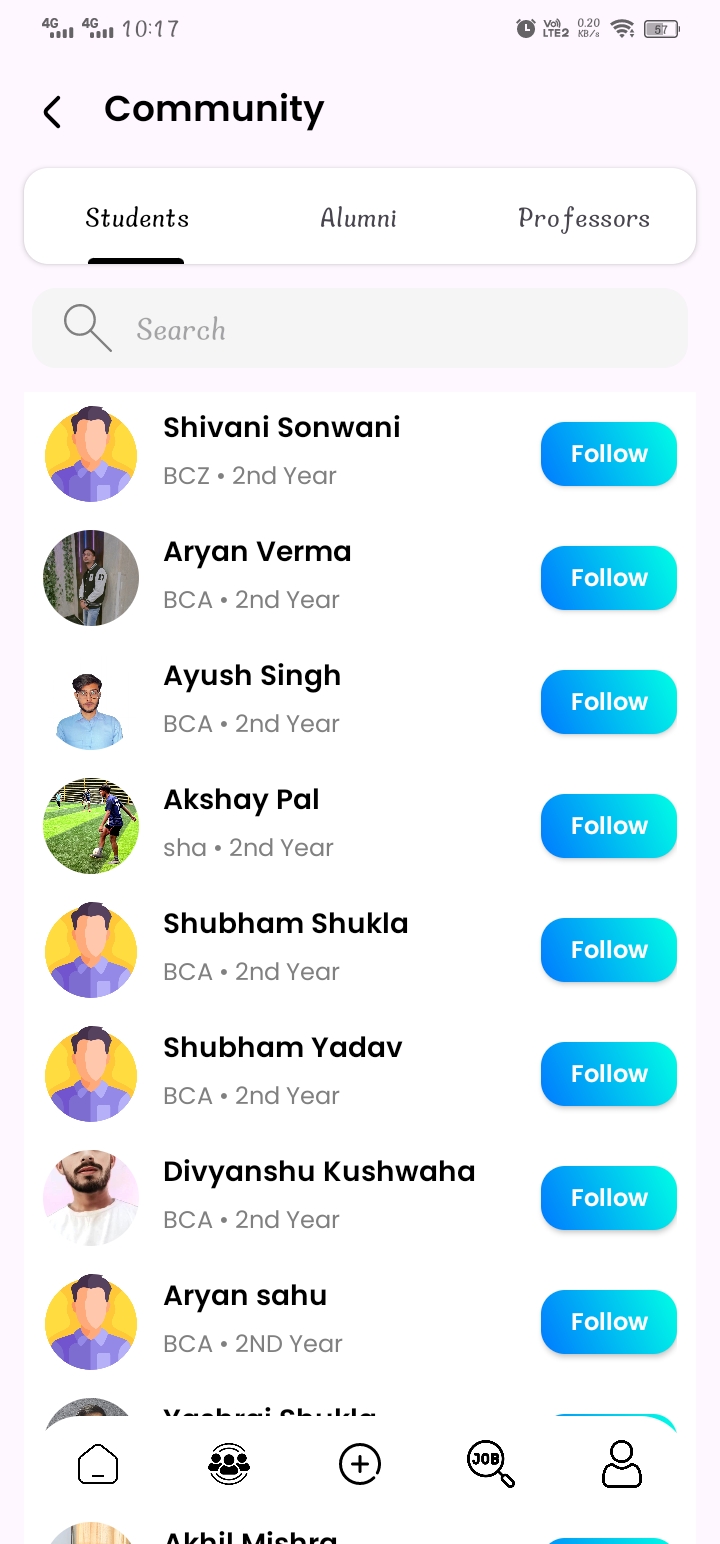 4G 4G 10:17 Vo) LTE2 0.20 KB/s 57
Community
Students Alumni Professors
Search
Shivani Sonwani
BCZ • 2nd Year
Follow
Aryan Verma
BCA • 2nd Year
Follow
Ayush Singh
BCA • 2nd Year
Follow
Akshay Pal
sha • 2nd Year
Follow
Shubham Shukla
BCA • 2nd Year
Follow
Shubham Yadav
BCA • 2nd Year
Follow
Divyanshu Kushwaha
BCA • 2nd Year
Follow
Aryan sahu
BCA • 2ND Year
Follow
Yashraj Shukla
JOB
Akhil Mishra